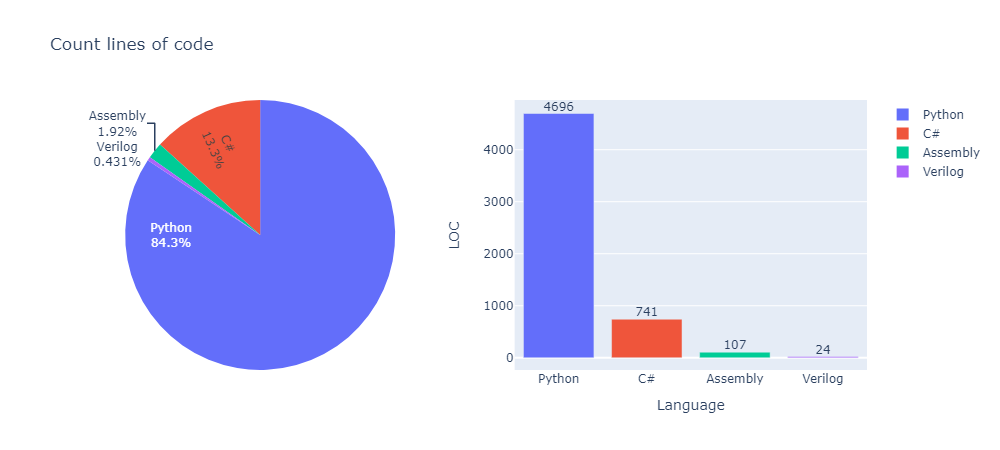 Count lines of code
Assembly
1.92%
Verilog
0.431%
C#
13.3%
Python
84.3%
LOC
4000
3000
2000
1000
0
4696
741
107
24
Python
C#
Assembly
Verilog
Language
Python
C#
Assembly
Verilog